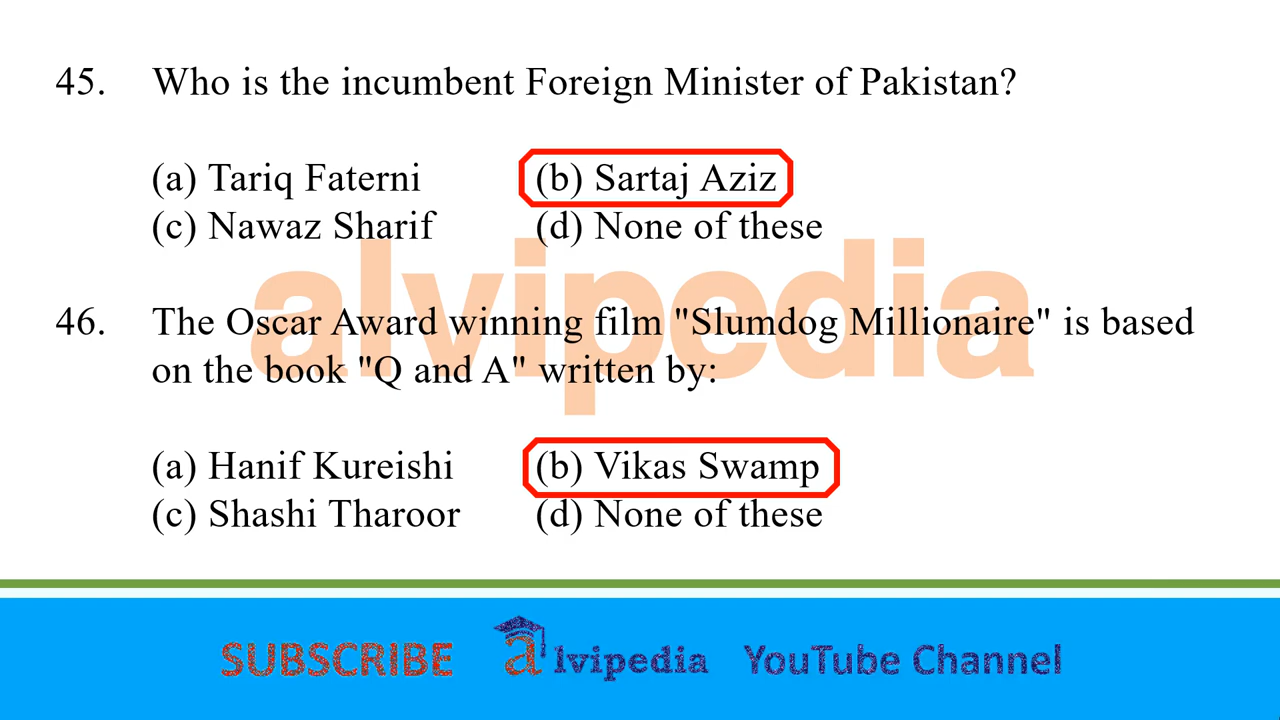 45. Who is the incumbent Foreign Minister of Pakistan?
(a) Tariq Faterni (b) Sartaj Aziz
(c) Nawaz Sharif (d) None of these
alvipedia
46. The Oscar Award winning film "Slumdog Millionaire" is based
on the book "Q and A" written by:
(a) Hanif Kureishi (b) Vikas Swamp
(c) Shashi Tharoor (d) None of these
SUBSCRIBE alvipedia YouTube Channel